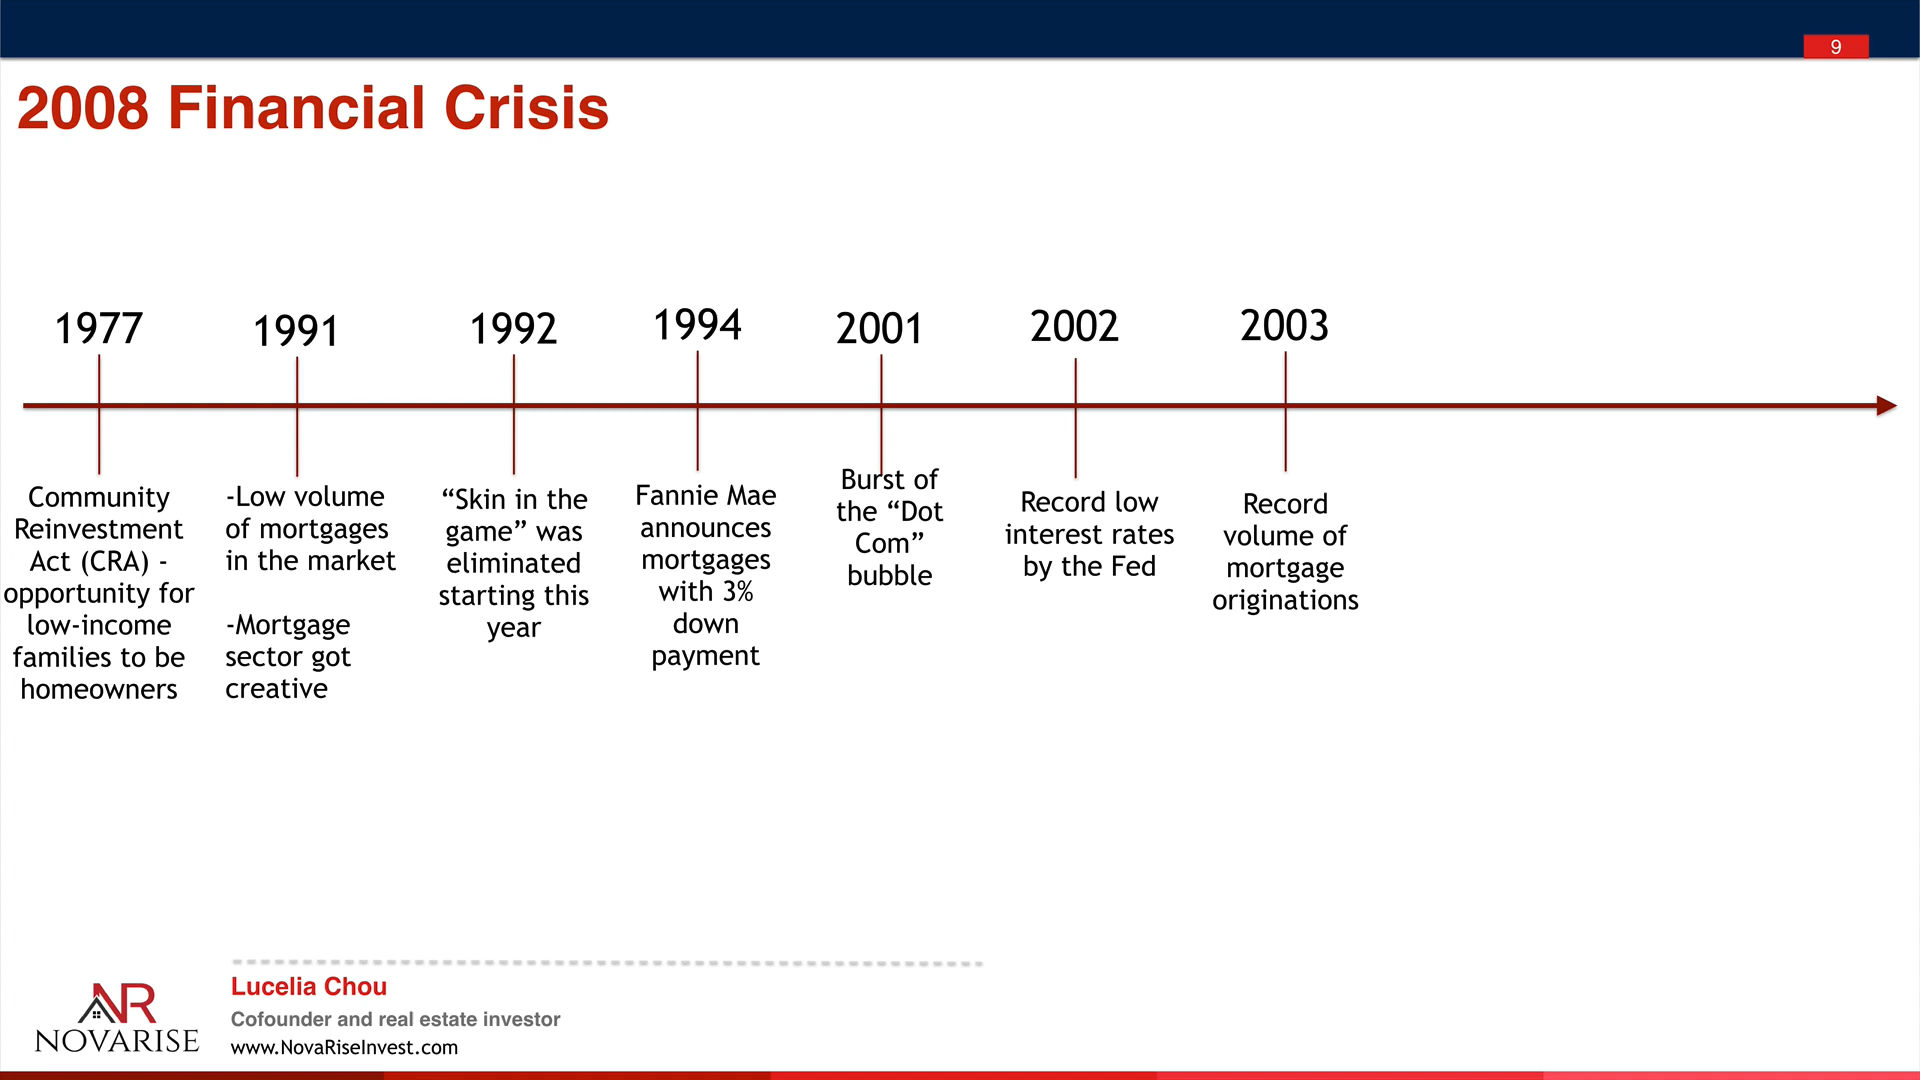 9
2008 Financial Crisis
1977
1991
1992
1994
2001
2002
2003
Community
Reinvestment
Act (CRA) -
opportunity for
low-income
families to be
homeowners
-Low volume
of mortgages
in the market
-Mortgage
sector got
creative
“Skin in the
game” was
eliminated
starting this
year
Fannie Mae
announces
mortgages
with 3%
down
payment
Burst of
the “Dot
Com”
bubble
Record low
interest rates
by the Fed
Record
volume of
mortgage
originations
NR
NOVARISE
Lucelia Chou
Cofounder and real estate investor
www.NovaRiseInvest.com